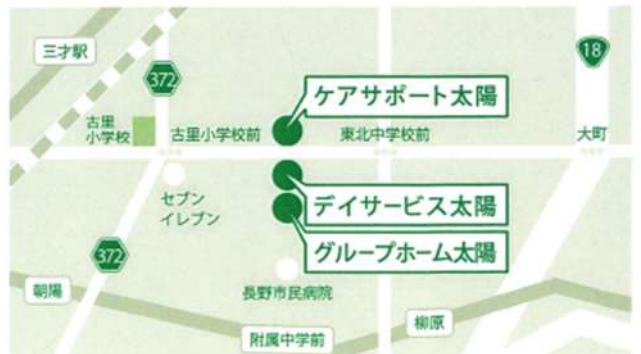 三才駅
18
372
ケアサポート太陽
古里
小学校
古里小学校前
東北中学校前
大町
セブン
イレブン
デイサービス太陽
グループホーム太陽
372
朝陽
長野市民病院
柳原
附属中学前